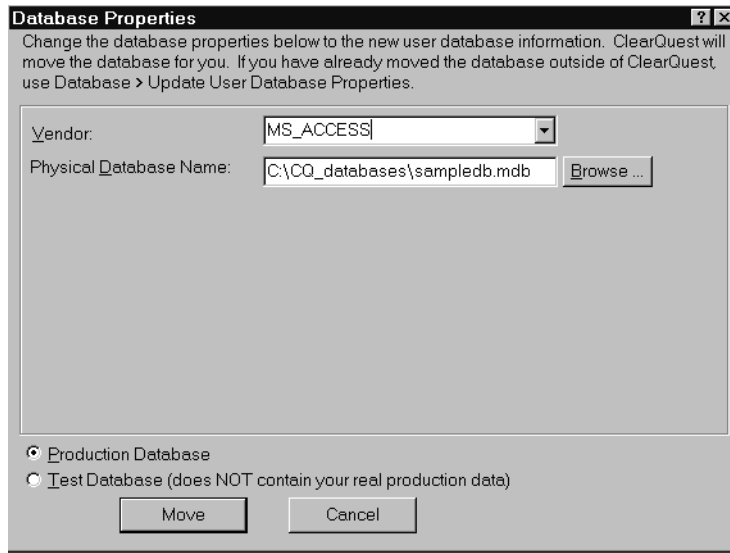 Database Properties
Change the database properties below to the new user database information. ClearQuest will
move the database for you. If you have already moved the database outside of ClearQuest,
use Database > Update User Database Properties.
Vendor:
MS_ACCESS
Physical Database Name:
C:\CQ_databases\sampledb.mdb
Browse ...
Production Database
Test Database (does NOT contain your real production data)
Move
Cancel